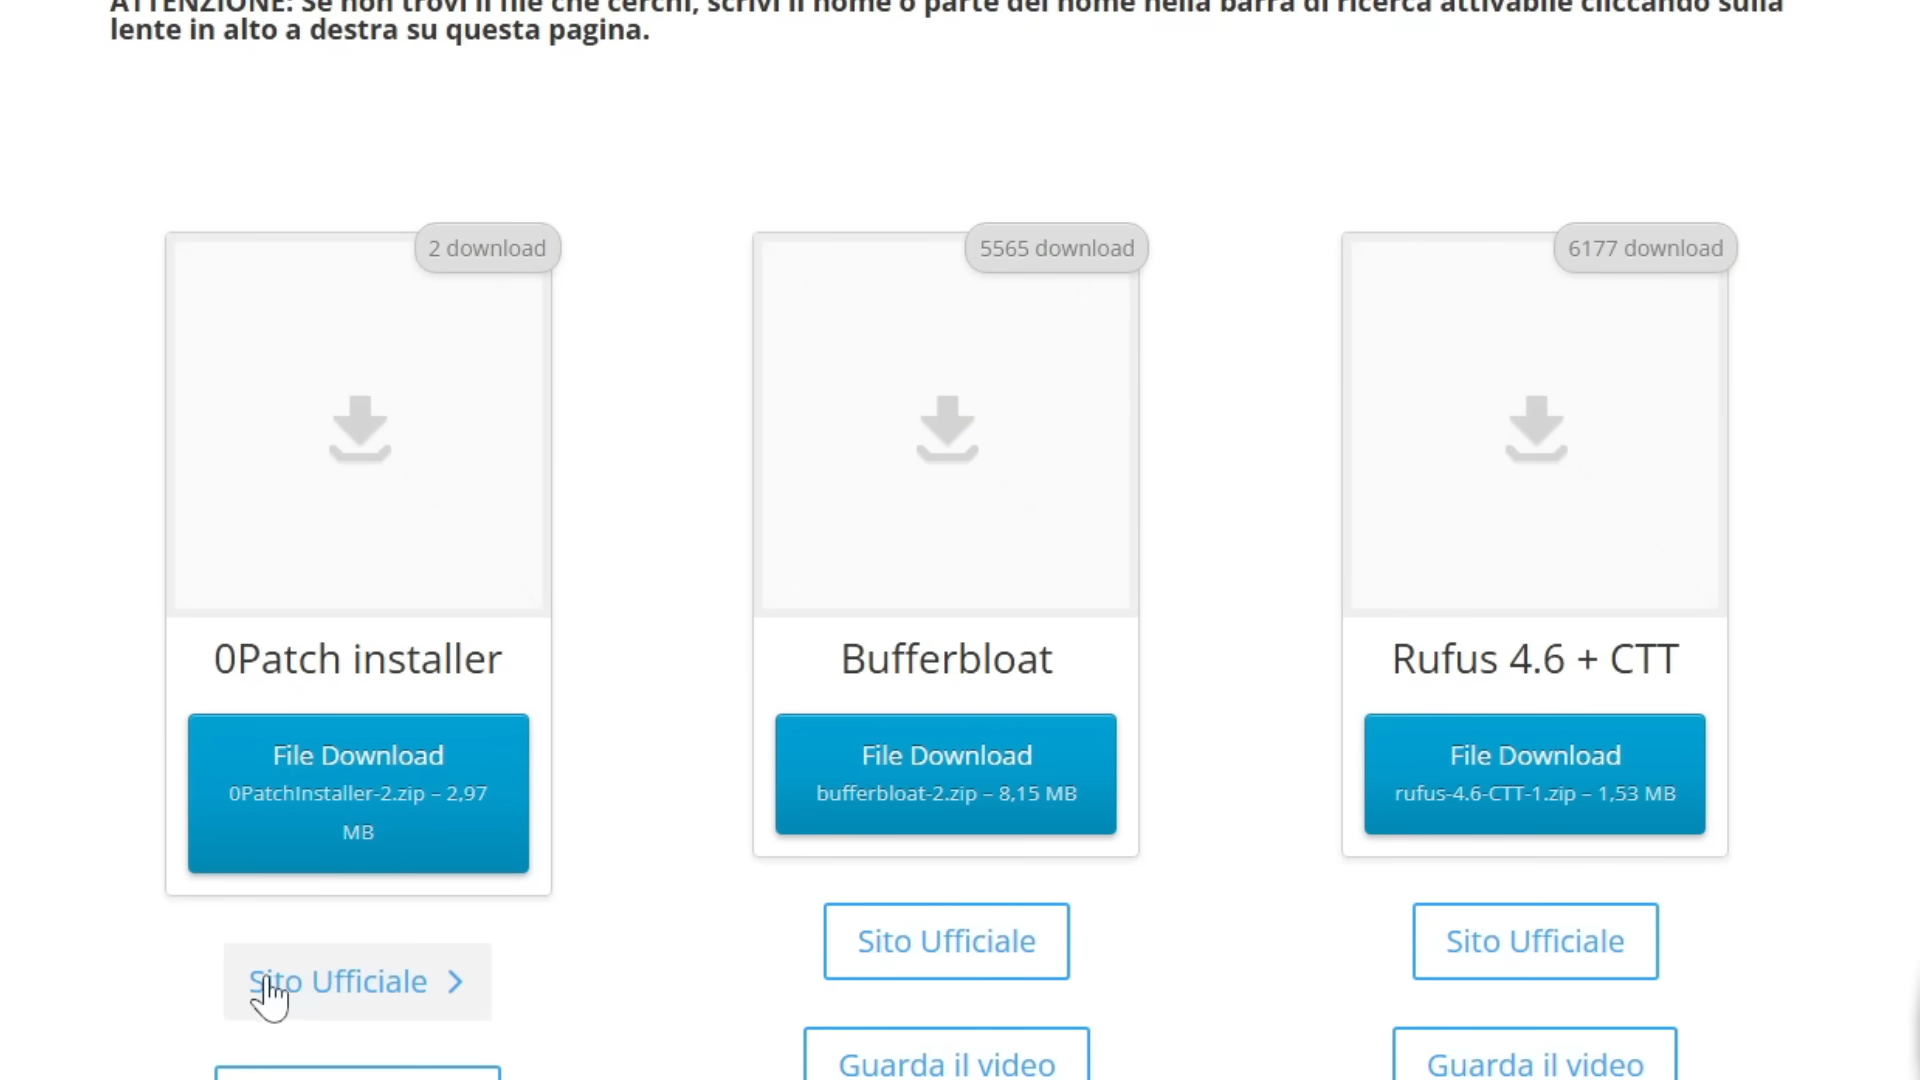 ATTENZIONE: Se non trovi il file che cerchi, scrivi il nome o parte del nome nella barra di ricerca attivabile cliccando sulla
lente in alto a destra su questa pagina.
2 download
5565 download
6177 download
0Patch installer
Bufferbloat
Rufus 4.6 + CTT
File Download
0PatchInstaller-2.zip – 2,97
MB
File Download
bufferbloat-2.zip – 8,15 MB
File Download
rufus-4.6-CTT-1.zip – 1,53 MB
Sito Ufficiale
Sito Ufficiale
Sito Ufficiale
Guarda il video
Guarda il video